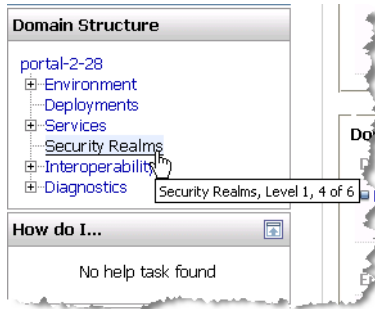 Domain Structure
portal-2-28
Environment
Deployments
Services
Security Realms
Interoperability
Diagnostics
Security Realms, Level 1, 4 of 6
How do I...
No help task found